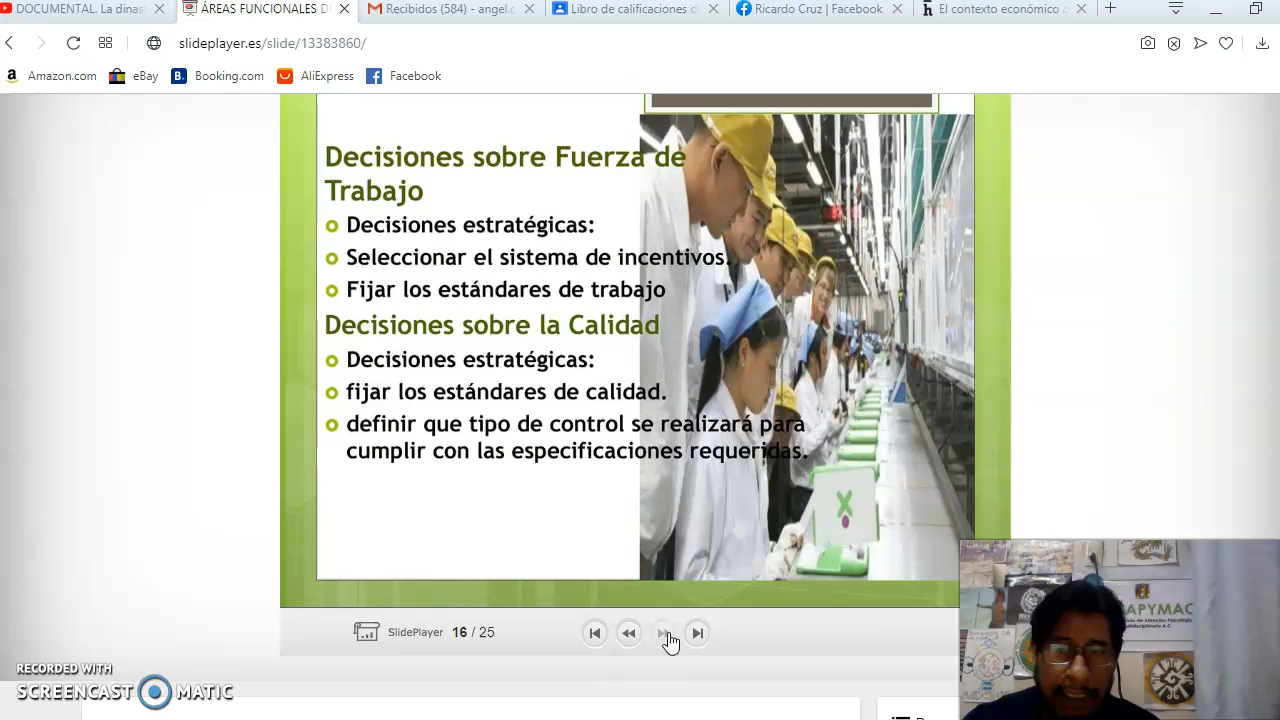 DOCUMENTAL. La dinast
ÁREAS FUNCIONALES D
Recibidos (584) - angel.c
Libro de calificaciones d
Ricardo Cruz | Facebook
El contexto económico o
slideplayer.es/slide/13383860/
Amazon.com
eBay
Booking.com
AliExpress
Facebook
Decisiones sobre Fuerza de
Trabajo
Decisiones estratégicas:
Seleccionar el sistema de incentivos.
Fijar los estándares de trabajo
Decisiones sobre la Calidad
Decisiones estratégicas:
fijar los estándares de calidad.
definir que tipo de control se realizará para
cumplir con las especificaciones requeridas.
SlidePlayer 16 / 25
RECORDED WITH
SCREENCAST MATIC
APYMAC
de Atención Psicológica